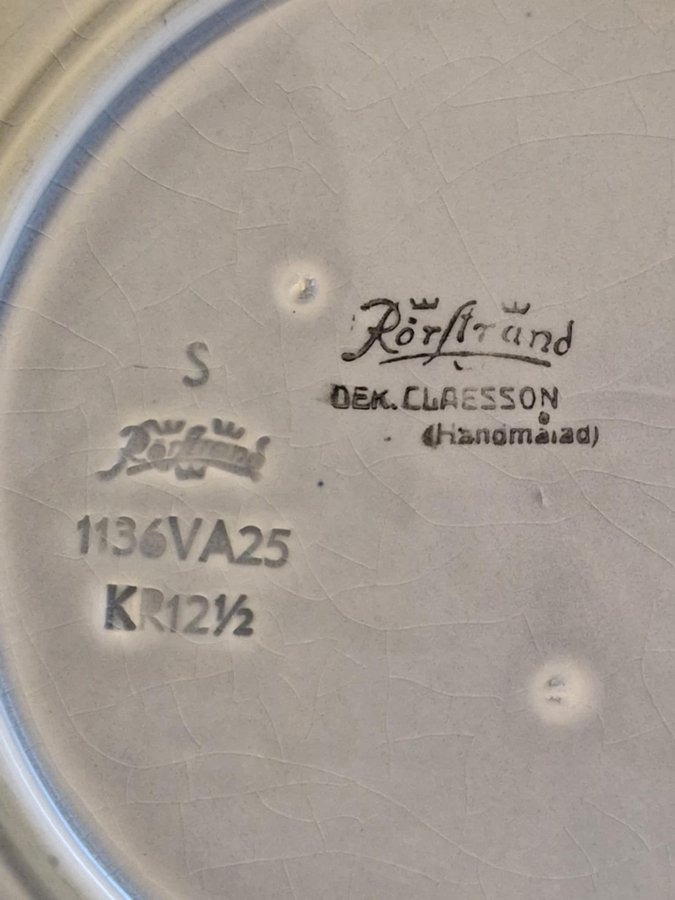 Rörstrand
DEK. CLAESSON
(Handmålad)
S
Rörstrand
1136VA25
KR12½